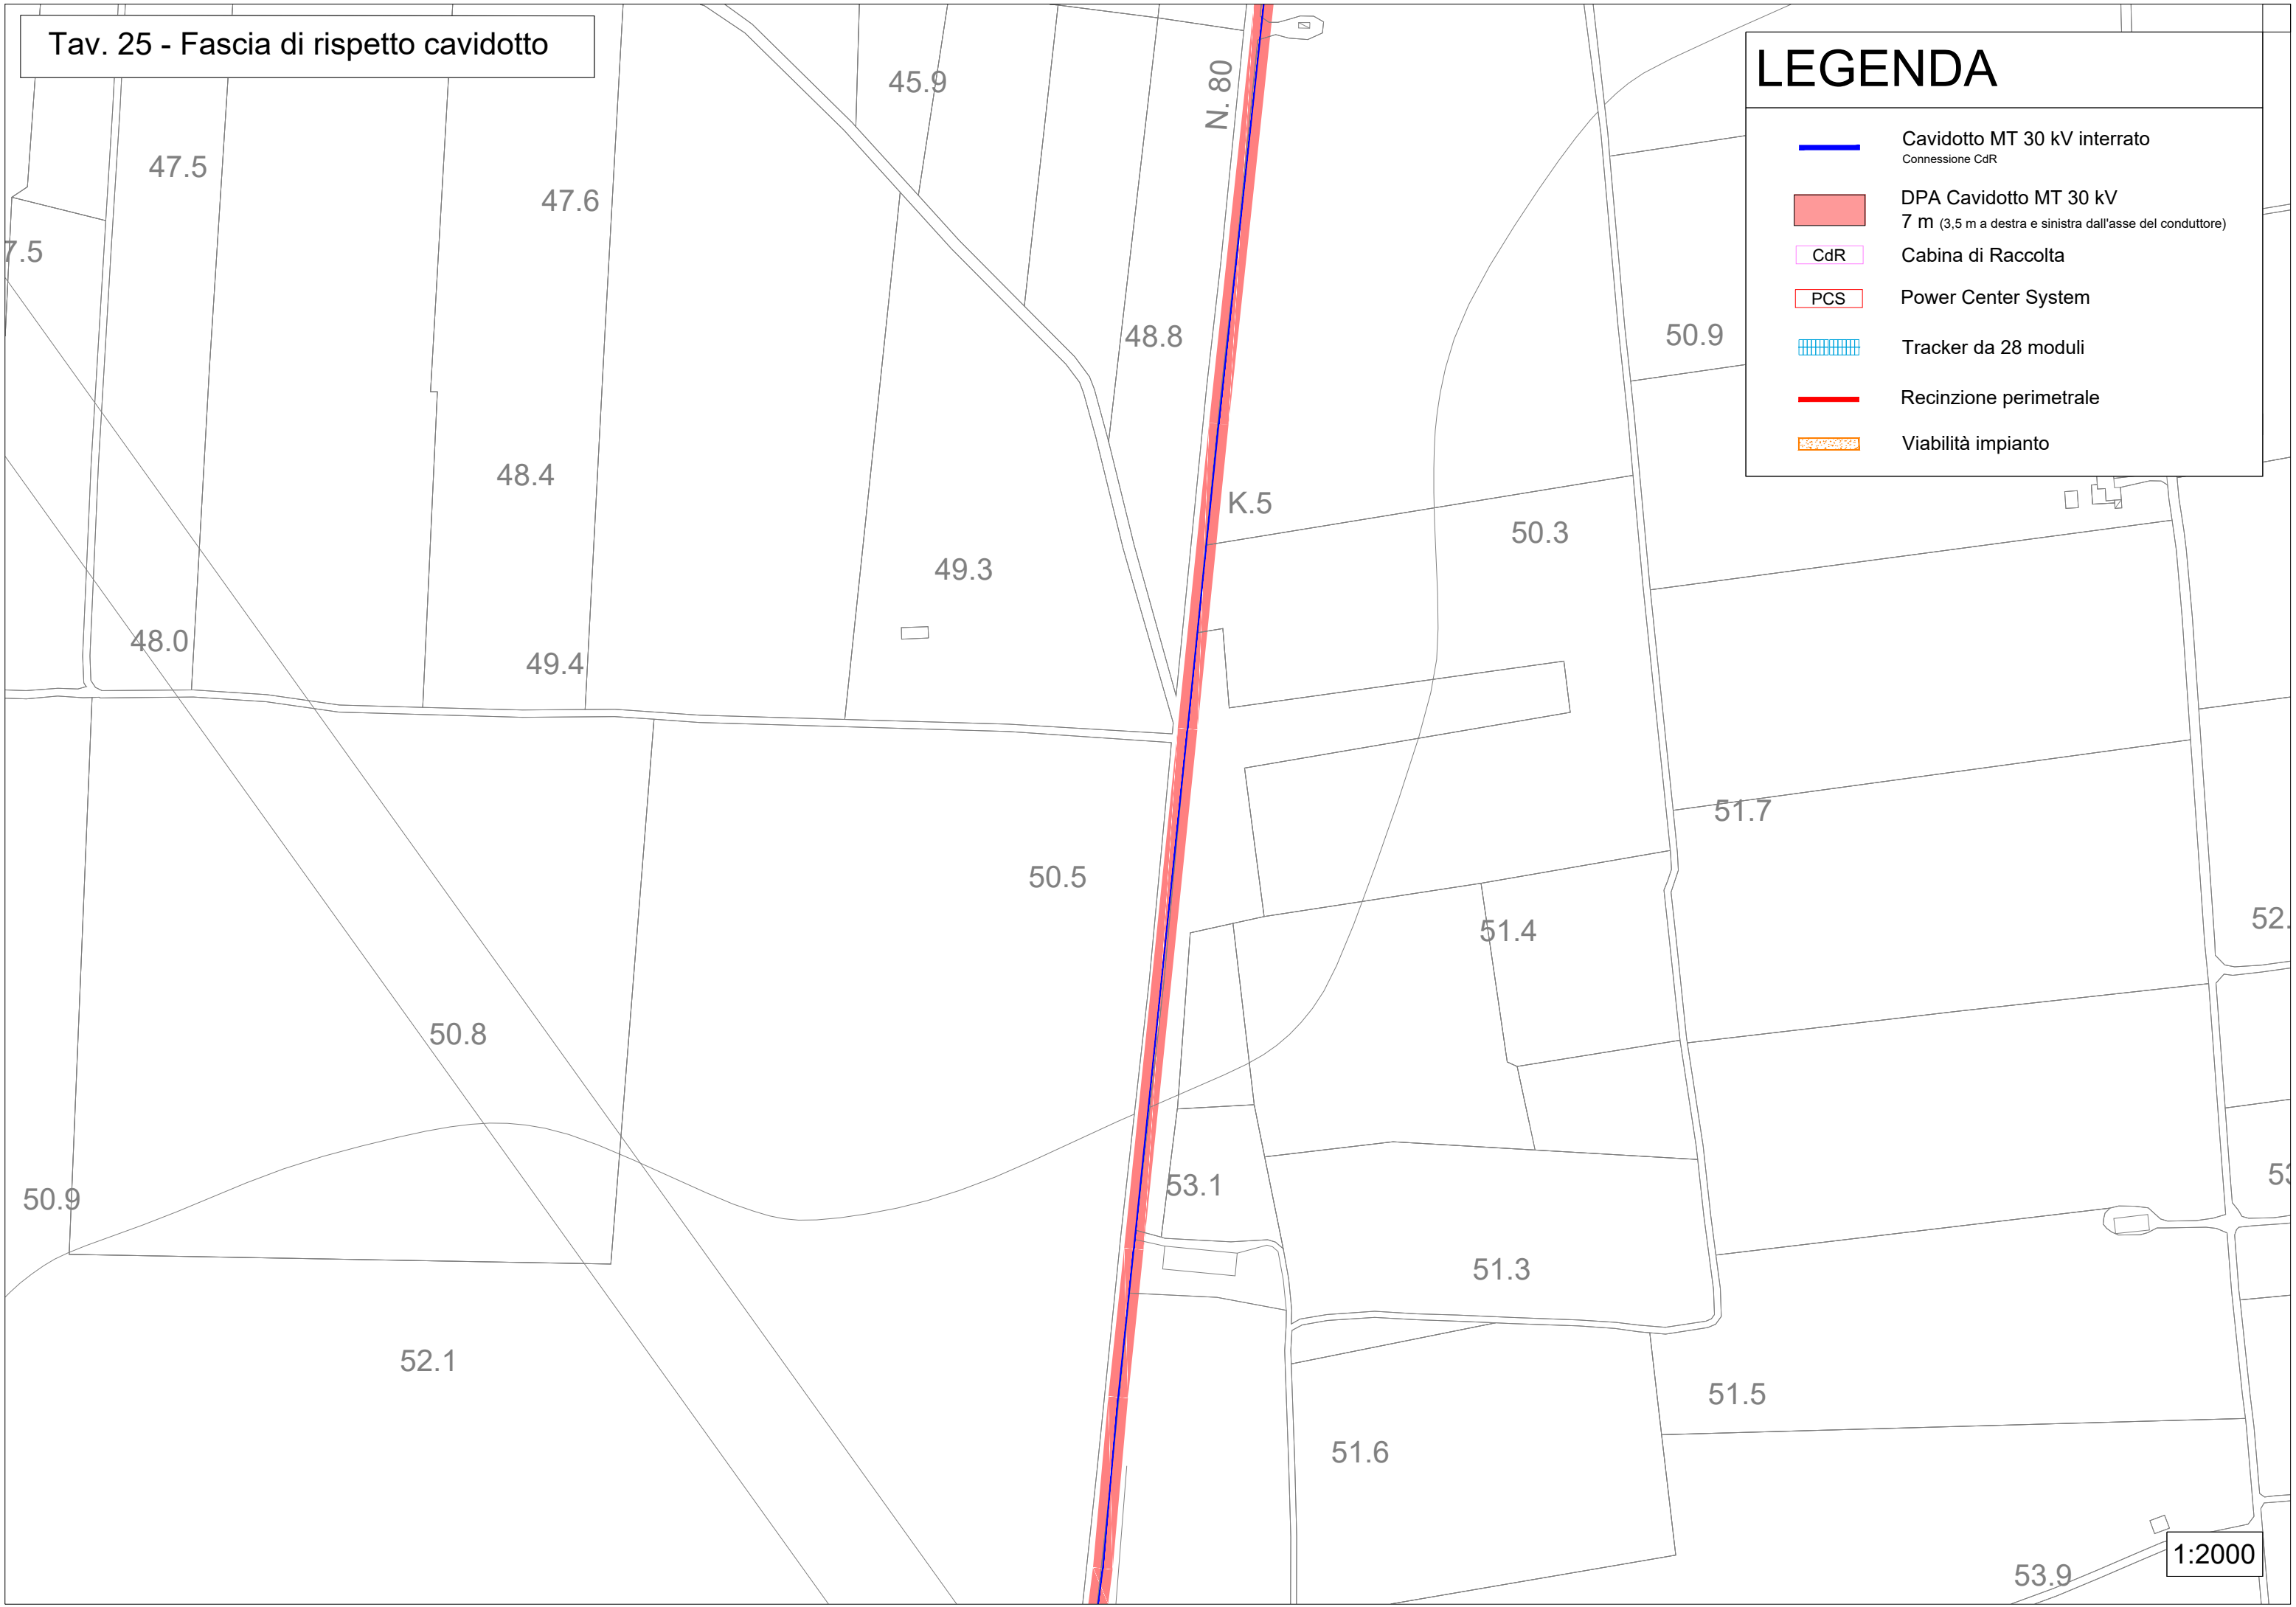 Tav. 25 - Fascia di rispetto cavidotto
LEGENDA
Cavidotto MT 30 kV interrato
Connessione CdR
DPA Cavidotto MT 30 kV
7 m (3,5 m a destra e sinistra dall'asse del conduttore)
CdR Cabina di Raccolta
PCS Power Center System
Tracker da 28 moduli
Recinzione perimetrale
Viabilità impianto
45.9
N. 80
47.5
47.6
7.5
48.8
50.9
48.4
K.5
50.3
49.3
48.0
49.4
51.7
50.5
51.4
52.
50.8
53.1
50.9
51.3
52.1
51.5
51.6
1:2000
53.9